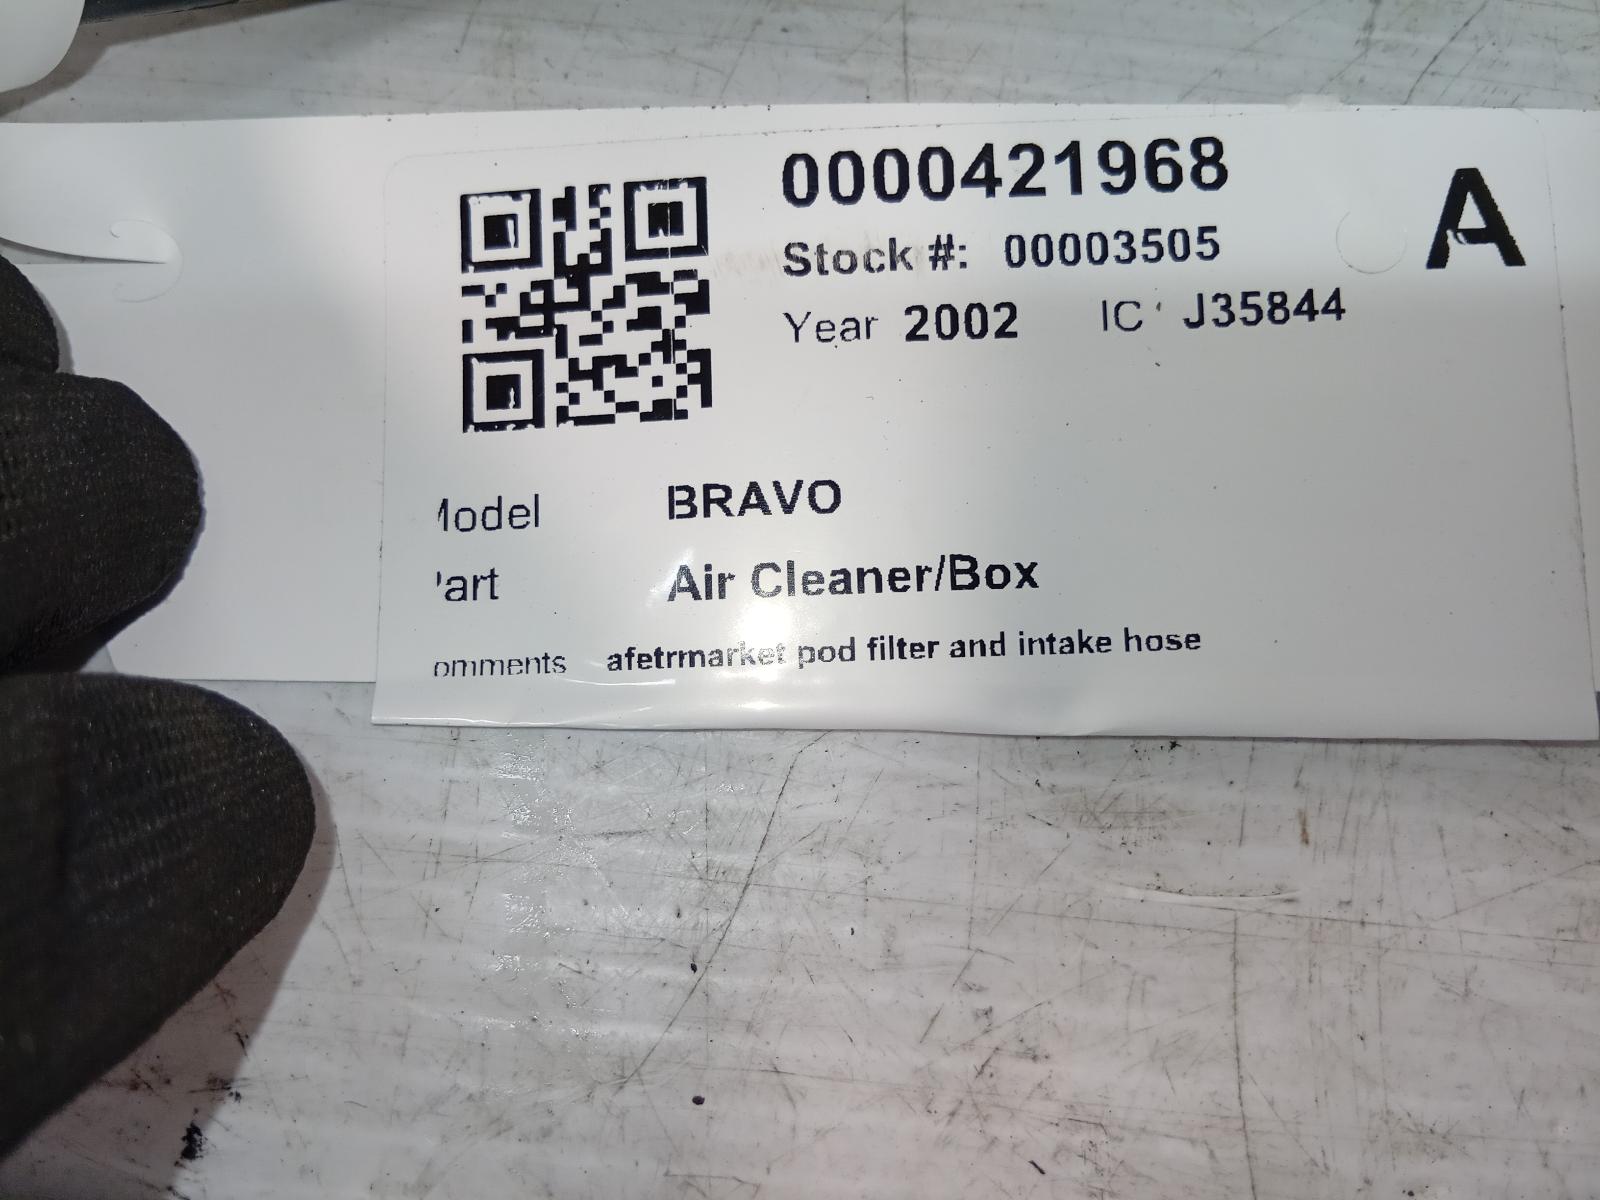 0000421968
A
Stock #: 00003505
Year 2002 IC J35844
Model BRAVO
Part Air Cleaner/Box
omments afetrmarket pod filter and intake hose